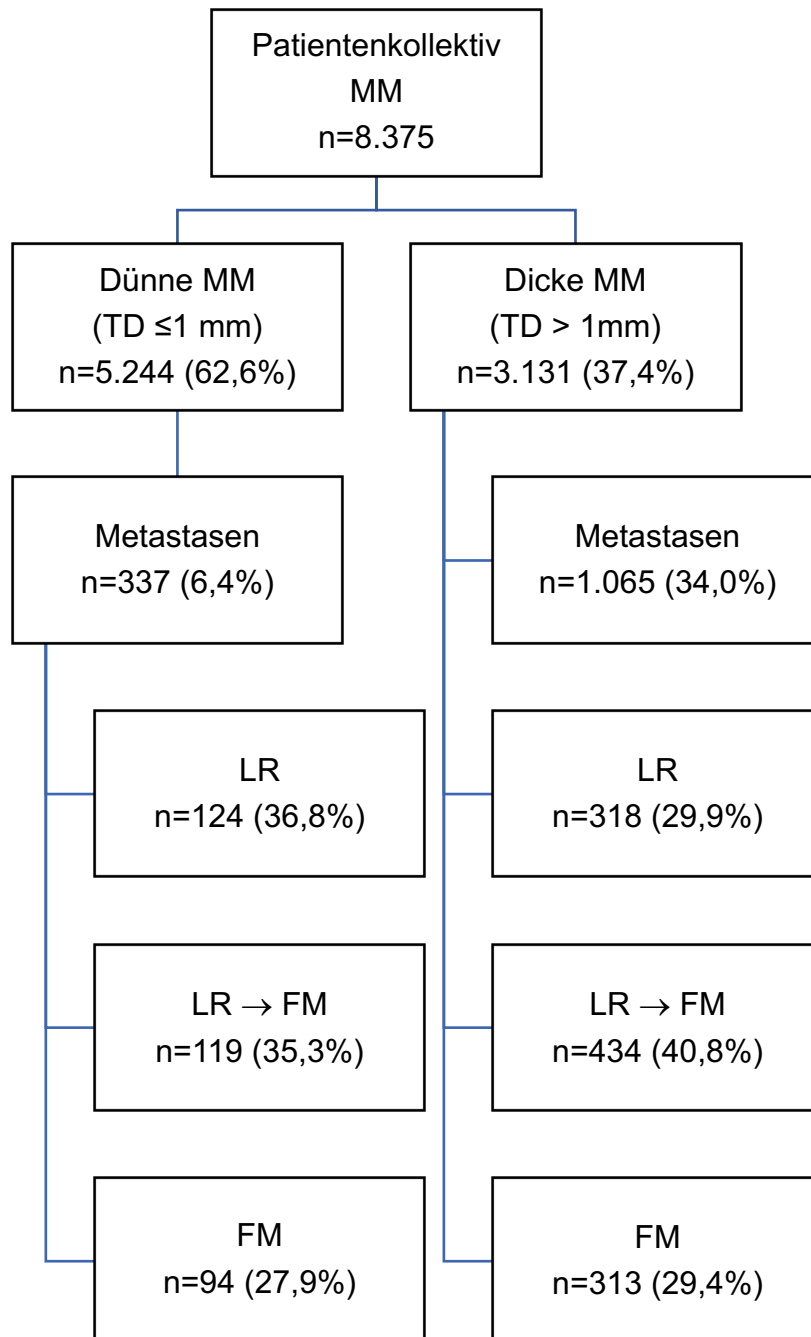 Patientenkollektiv
MM
n=8.375
Dünne MM
(TD ≤1 mm)
n=5.244 (62,6%)
Dicke MM
(TD > 1mm)
n=3.131 (37,4%)
Metastasen
n=337 (6,4%)
Metastasen
n=1.065 (34,0%)
LR
n=124 (36,8%)
LR
n=318 (29,9%)
LR → FM
n=119 (35,3%)
LR → FM
n=434 (40,8%)
FM
n=94 (27,9%)
FM
n=313 (29,4%)